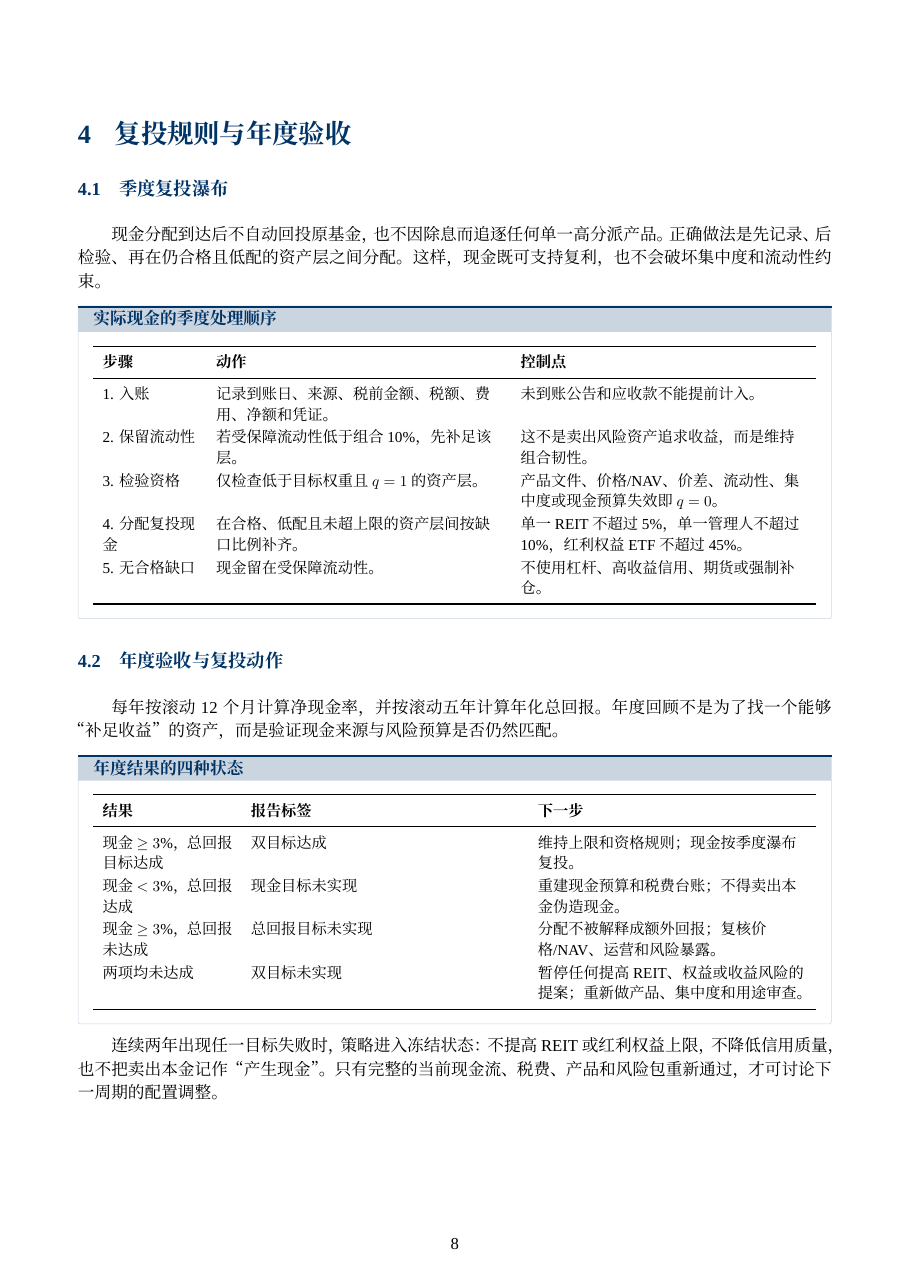 4 复投规则与年度验收
4.1 季度复投瀑布
现金分配到达后不自动回投原基金，也不因除息而追逐任何单一高分派产品。正确做法是先记录、后
检验、再在仍合格且低配的资产层之间分配。这样，现金既可支持复利，也不会破坏集中度和流动性约
束。
实际现金的季度处理顺序
步骤 动作 控制点
1. 入账 记录到账日、来源、税前金额、税额、费 未到账公告和应收款不能提前计入。
用、净额和凭证。
2. 保留流动性 若受保障流动性低于组合 10%，先补足该 这不是卖出风险资产追求收益，而是维持
层。 组合韧性。
3. 检验资格 仅检查低于目标权重且 q = 1 的资产层。 产品文件、价格/NAV、价差、流动性、集
中度或现金预算失效即 q = 0。
4. 分配复投现 在合格、低配且未超上限的资产层间按缺 单一 REIT 不超过 5%，单一管理人不超过
金 口比例补齐。 10%，红利权益 ETF 不超过 45%。
5. 无合格缺口 现金留在受保障流动性。 不使用杠杆、高收益信用、期货或强制补
仓。
4.2 年度验收与复投动作
每年按滚动 12 个月计算净现金率，并按滚动五年计算年化总回报。年度回顾不是为了找一个能够
“补足收益”的资产，而是验证现金来源与风险预算是否仍然匹配。
年度结果的四种状态
结果 报告标签 下一步
现金 ≥ 3%，总回报 双目标达成 维持上限和资格规则；现金按季度瀑布
目标达成 复投。
现金 < 3%，总回报 现金目标未实现 重建现金预算和税费台账；不得卖出本
达成 金伪造现金。
现金 ≥ 3%，总回报 总回报目标未实现 分配不被解释成额外回报；复核价
未达成 格/NAV、运营和风险暴露。
两项均未达成 双目标未实现 暂停任何提高 REIT、权益或收益风险的
提案；重新做产品、集中度和用途审查。
连续两年出现任一目标失败时，策略进入冻结状态：不提高 REIT 或红利权益上限，不降低信用质量，
也不把卖出本金记作“产生现金”。只有完整的当前现金流、税费、产品和风险包重新通过，才可讨论下
一周期的配置调整。
8